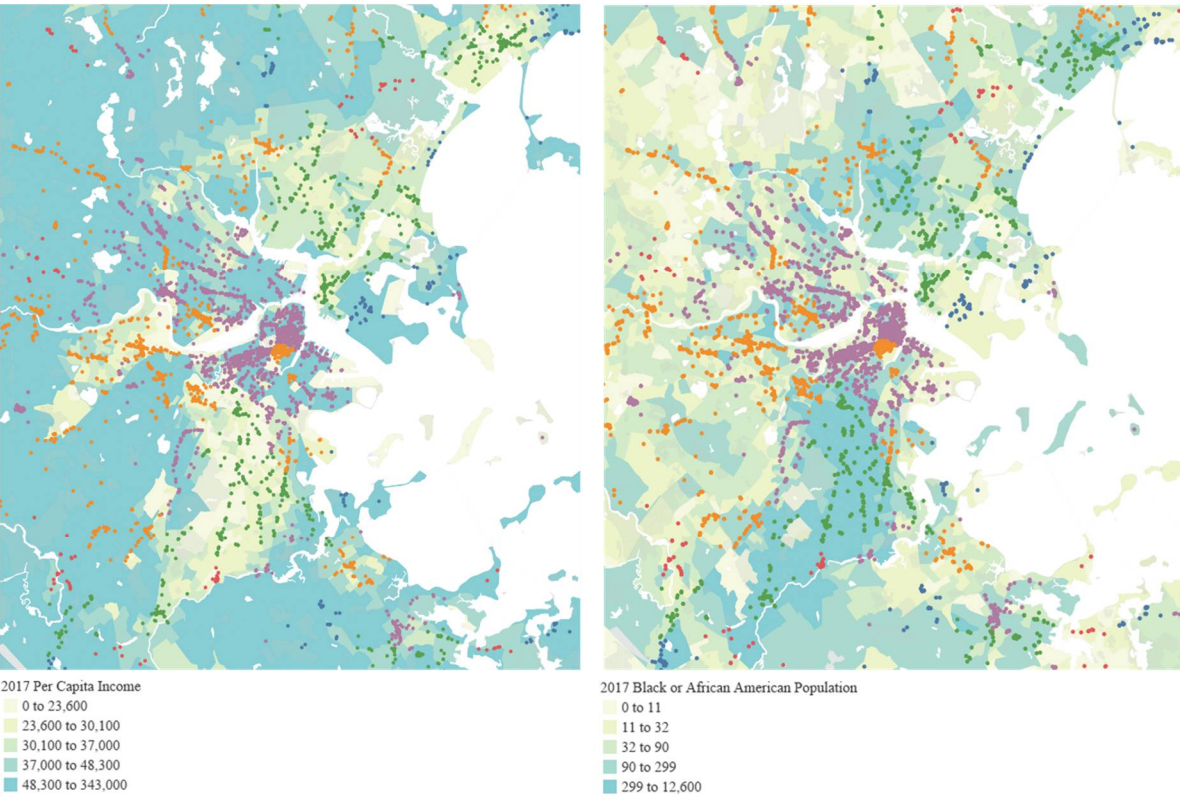 2017 Per Capita Income
0 to 23,600
23,600 to 30,100
30,100 to 37,000
37,000 to 48,300
48,300 to 343,000
2017 Black or African American Population
0 to 11
11 to 32
32 to 90
90 to 299
299 to 12,600